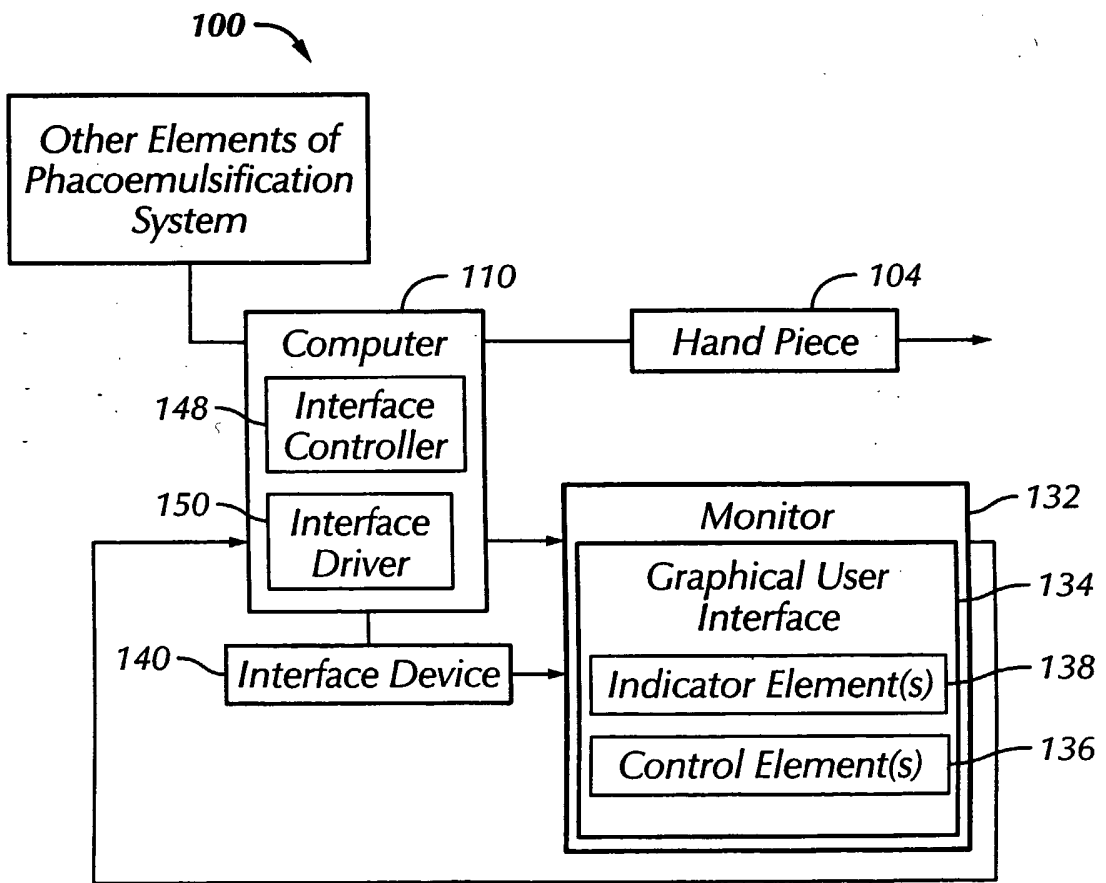 100
Other Elements of
Phacoemulsification
System
110
104
Computer
Hand Piece
148
Interface
Controller
150
Interface
Driver
Monitor
132
Graphical User
Interface
134
140
Interface Device
Indicator Element(s)
138
Control Element(s)
136